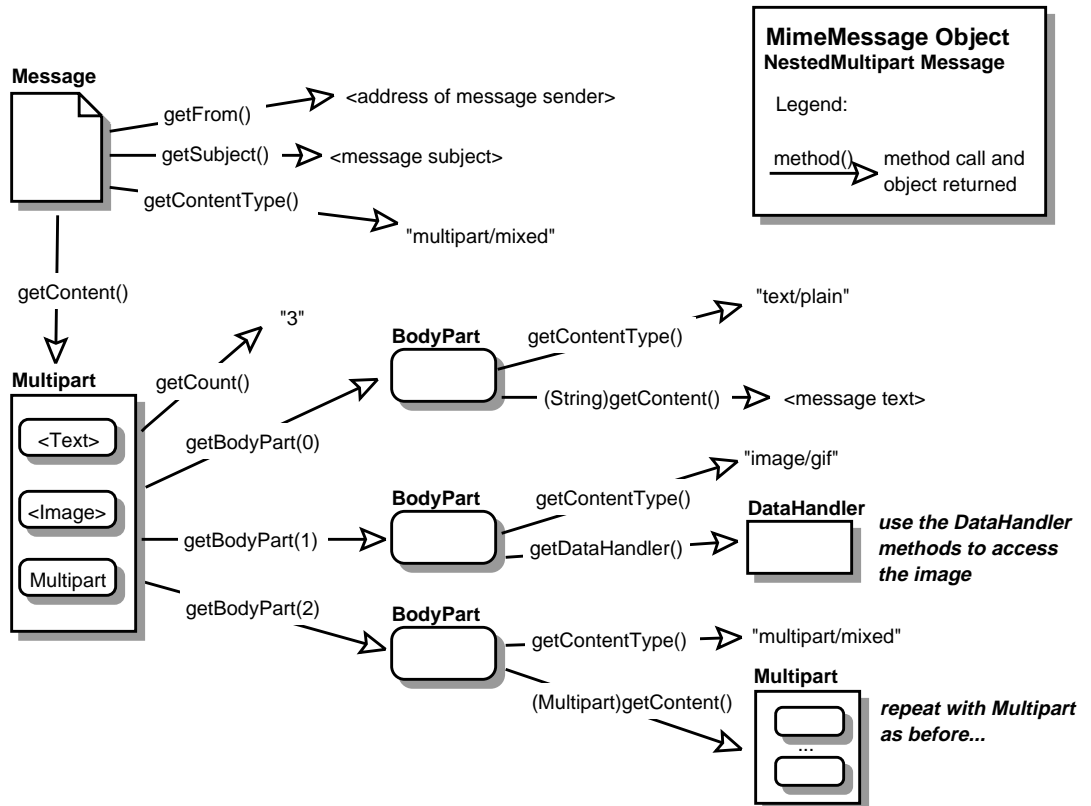 MimeMessage Object
NestedMultipart Message
Legend:
method()
method call and
object returned
Message
getFrom()
<address of message sender>
getSubject()
<message subject>
getContentType()
"multipart/mixed"
getContent()
Multipart
<Text>
<Image>
Multipart
getCount()
"3"
getBodyPart(0)
BodyPart
getContentType()
"text/plain"
(String)getContent()
<message text>
getBodyPart(1)
BodyPart
getContentType()
"image/gif"
getDataHandler()
DataHandler
use the DataHandler
methods to access
the image
getBodyPart(2)
BodyPart
getContentType()
"multipart/mixed"
(Multipart)getContent()
Multipart
...
repeat with Multipart
as before...